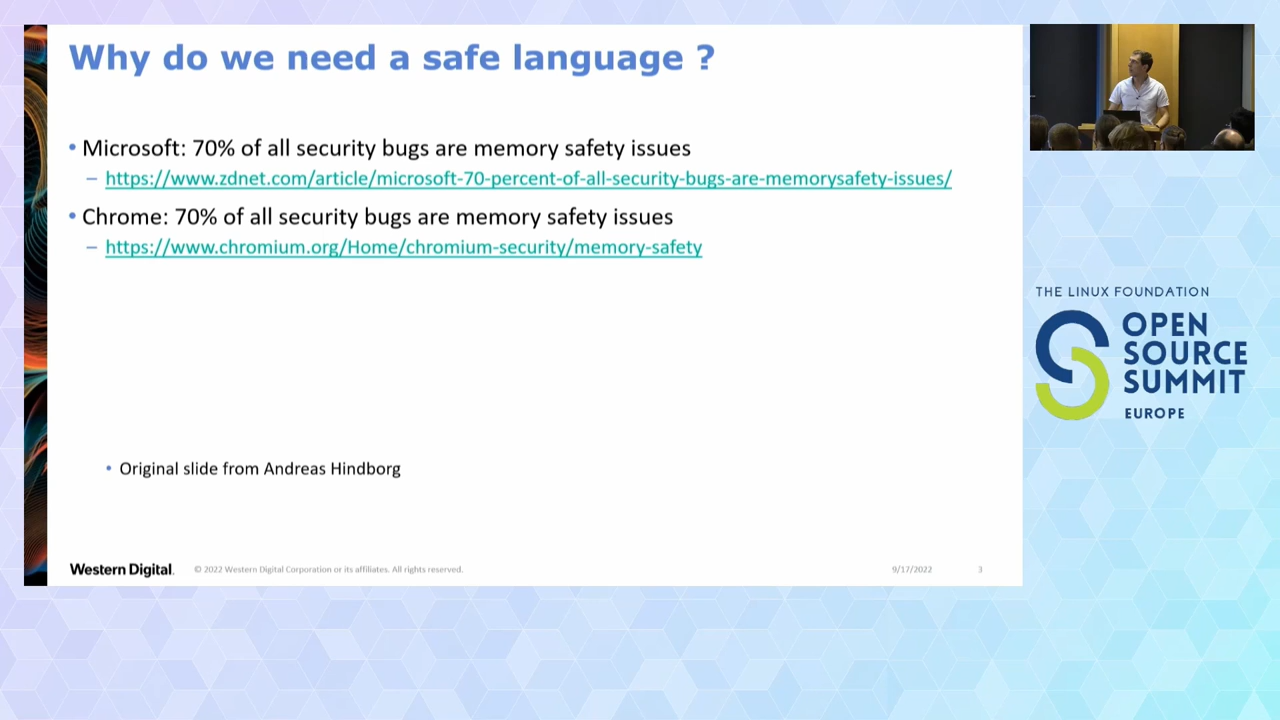 Why do we need a safe language ?
• Microsoft: 70% of all security bugs are memory safety issues
– https://www.zdnet.com/article/microsoft-70-percent-of-all-security-bugs-are-memorysafety-issues/
• Chrome: 70% of all security bugs are memory safety issues
– https://www.chromium.org/Home/chromium-security/memory-safety
• Original slide from Andreas Hindborg
Western Digital.
© 2022 Western Digital Corporation or its affiliates. All rights reserved.
9/17/2022
3
THE LINUX FOUNDATION
OPEN
SOURCE
SUMMIT
EUROPE